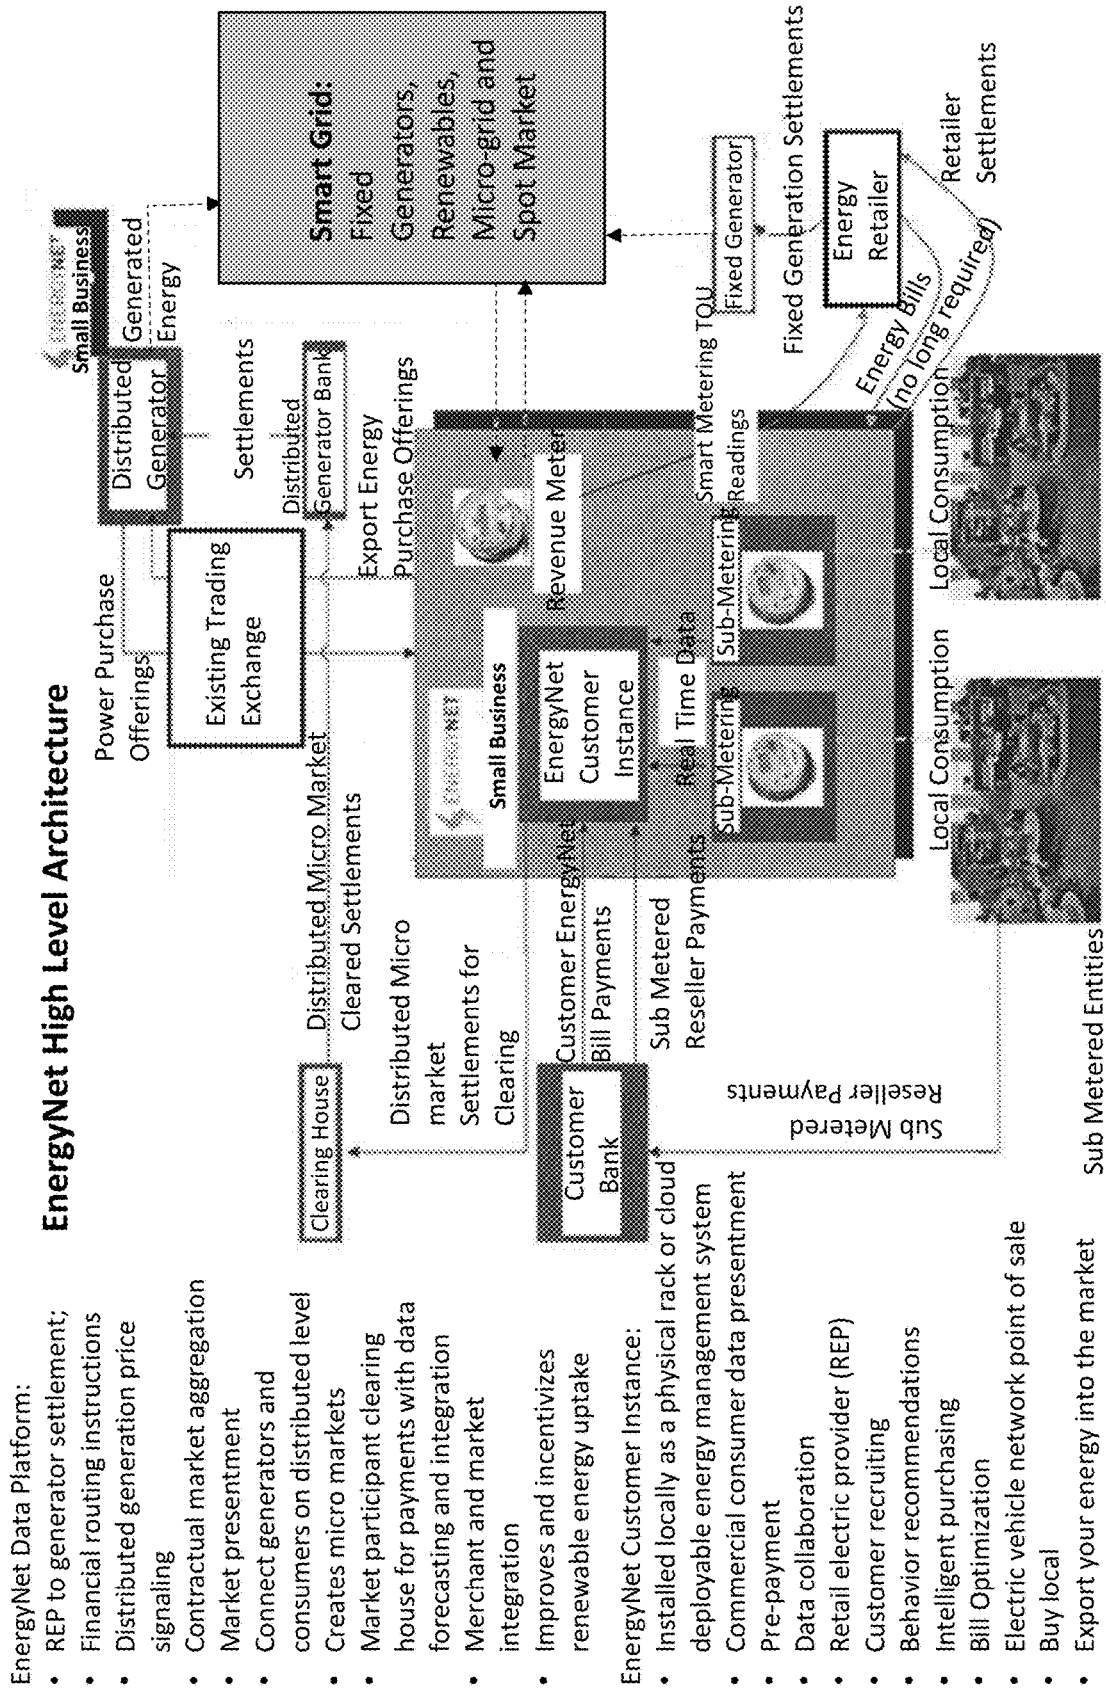 EnergyNet High Level Architecture
EnergyNet Data Platform:
• REP to generator settlement;
• Financial routing instructions
• Distributed generation price
signaling
• Contractual market aggregation
• Market presentment
• Connect generators and
consumers on distributed level
• Creates micro markets
• Market participant clearing
house for payments with data
forecasting and integration
• Merchant and market
integration
• Improves and incentivizes
renewable energy uptake
EnergyNet Customer Instance:
• Installed locally as a physical rack or cloud
deployable energy management system
• Commercial consumer data presentment
• Pre-payment
• Data collaboration
• Retail electric provider (REP)
• Customer recruiting
• Behavior recommendations
• Intelligent purchasing
• Bill Optimization
• Electric vehicle network point of sale
• Buy local
• Export your energy into the market
Power Purchase
Offerings
Existing Trading
Exchange
Distributed
Generator
ENERGYNET
Small Business
Generated
Energy
Settlements
Distributed
Generator Bank
Export Energy
Purchase Offerings
Smart Grid:
Fixed
Generators,
Renewables,
Micro-grid and
Spot Market
Clearing House
Distributed Micro Market
Cleared Settlements
Distributed Micro
market
Settlements for
Clearing
Customer
Bank
Customer EnergyNet
Bill Payments
Sub Metered
Reseller Payments
Sub Metered
Reseller Payments
ENERGYNET
Small Business
EnergyNet
Customer
Instance
Revenue Meter
Real Time Data
Sub-Metering
Sub-Metering
Smart Metering TOU
Readings
Fixed Generator
Fixed Generation Settlements
Energy
Retailer
Retailer
Settlements
Energy Bills
(no long required)
Local Consumption
Local Consumption
Sub Metered Entities